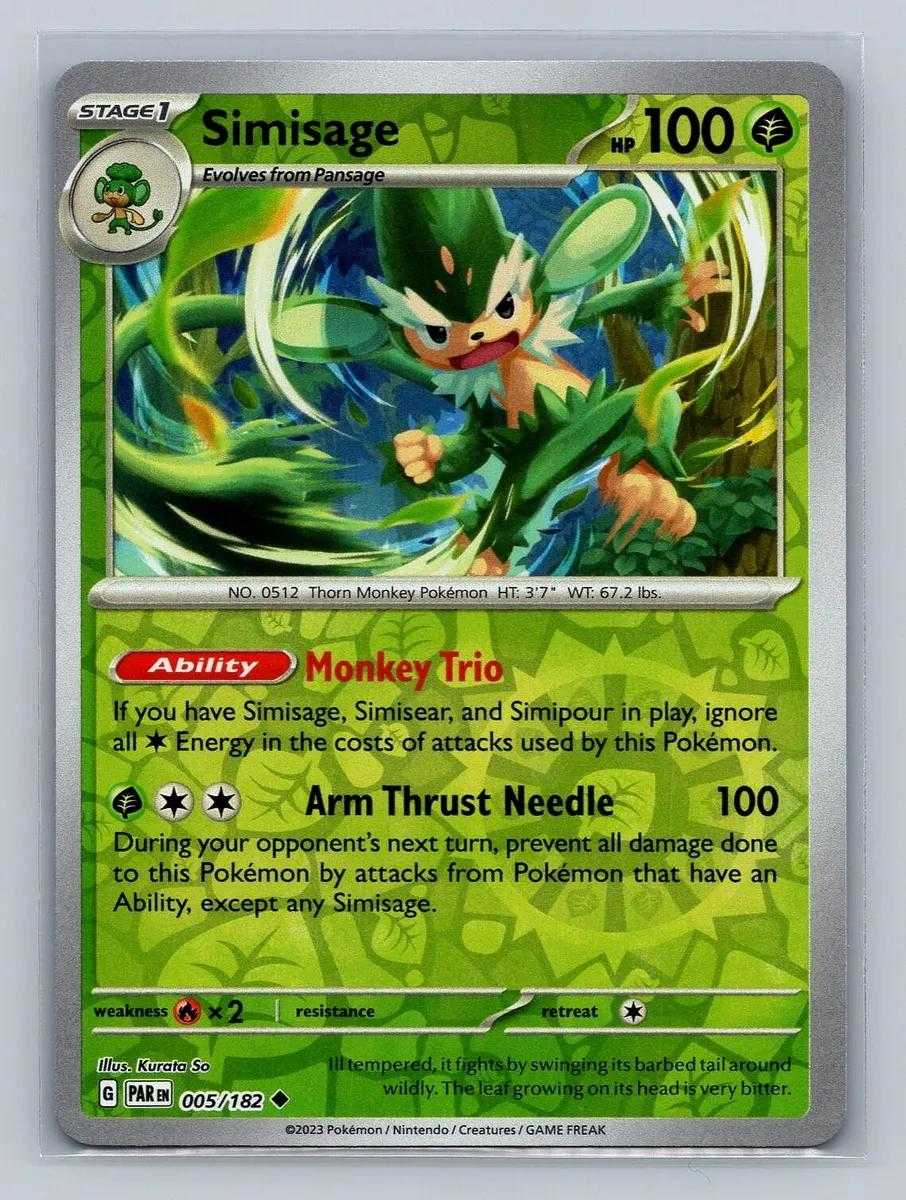 STAGE1
Simisage
HP 100
Evolves from Pansage
NO. 0512 Thorn Monkey Pokémon HT: 3'7" WT: 67.2 lbs.
Ability Monkey Trio
If you have Simisage, Simisear, and Simipour in play, ignore
all Energy in the costs of attacks used by this Pokémon.
Arm Thrust Needle 100
During your opponent's next turn, prevent all damage done
to this Pokémon by attacks from Pokémon that have an
Ability, except any Simisage.
weakness ×2 resistance retreat
Illus. Kurata So
Ill tempered, it fights by swinging its barbed tail around
wildly. The leaf growing on its head is very bitter.
G PAR EN 005/182
©2023 Pokémon / Nintendo / Creatures / GAME FREAK